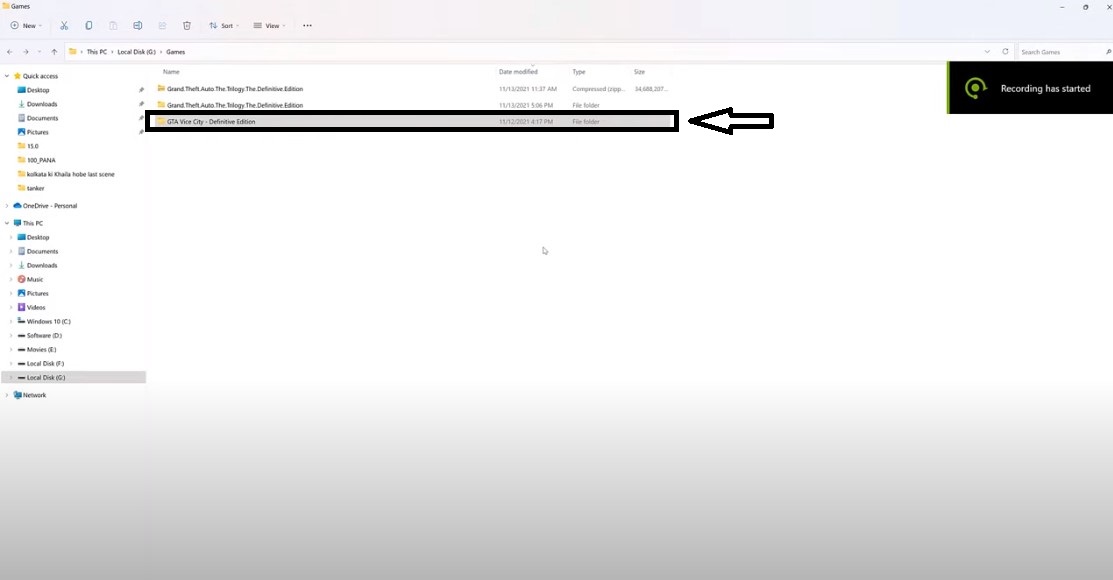 Games
New
Sort
View
This PC > Local Disk (G:) > Games
Search Games
Name
Date modified
Type
Size
Grand.Theft.Auto.The.Trilogy.The.Definitive.Edition 11/13/2021 11:37 AM Compressed (zipp... 34,688,207...
Grand.Theft.Auto.The.Trilogy.The.Definitive.Edition 11/13/2021 5:06 PM File folder
GTA Vice City - Definitive Edition 11/12/2021 4:17 PM File folder
Recording has started
Quick access
Desktop
Downloads
Documents
Pictures
15.0
100_PANA
kolkata ki Khaila hobe last scene
tanker
OneDrive - Personal
This PC
Desktop
Documents
Downloads
Music
Pictures
Videos
Windows 10 (C:)
Software (D:)
Movies (E:)
Local Disk (F:)
Local Disk (G:)
Network